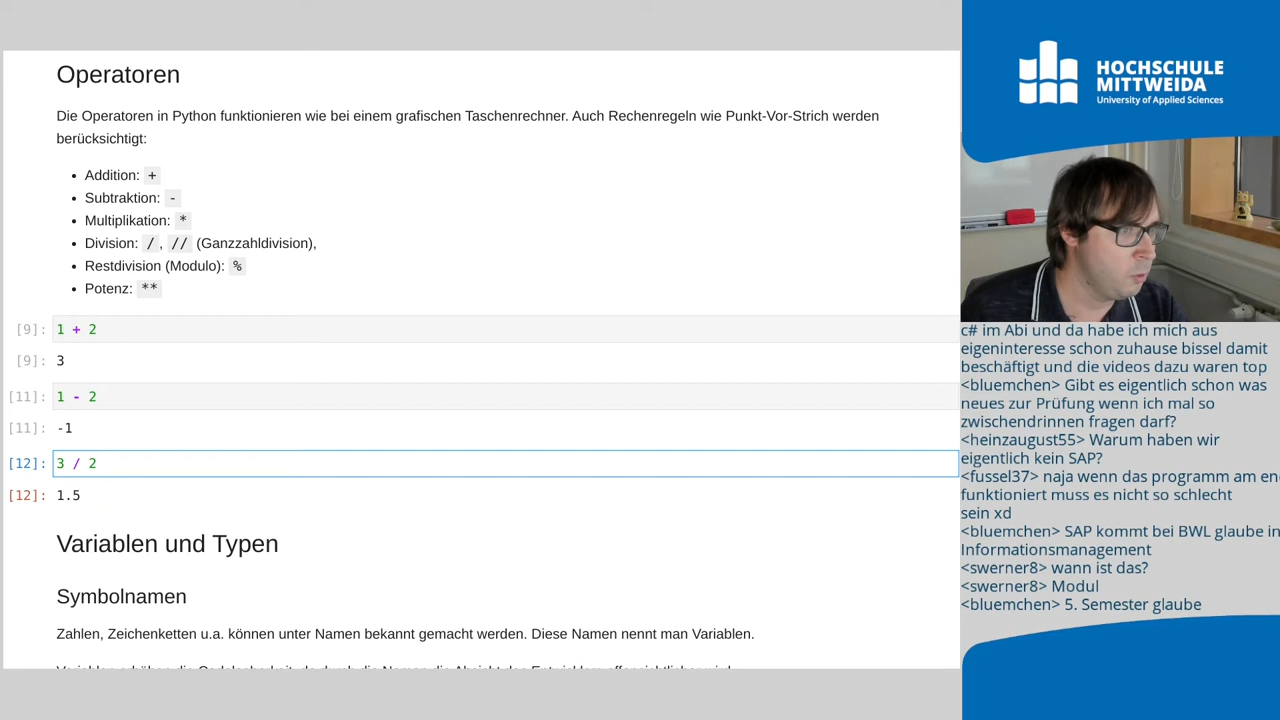 Operatoren
Die Operatoren in Python funktionieren wie bei einem grafischen Taschenrechner. Auch Rechenregeln wie Punkt-Vor-Strich werden
berücksichtigt:
• Addition: +
• Subtraktion: -
• Multiplikation: *
• Division: /, // (Ganzzahldivision),
• Restdivision (Modulo): %
• Potenz: **
[9]: 1 + 2
[9]: 3
[11]: 1 - 2
[11]: -1
[12]: 3 / 2
[12]: 1.5
Variablen und Typen
Symbolnamen
Zahlen, Zeichenketten u.a. können unter Namen bekannt gemacht werden. Diese Namen nennt man Variablen.
HOCHSCHULE
MITTWEIDA
University of Applied Sciences
c# im Abi und da habe ich mich aus
eigeninteresse schon zuhause bissel damit
beschäftigt und die videos dazu waren top
<bluemchen> Gibt es eigentlich schon was
neues zur Prüfung wenn ich mal so
zwischendrinnen fragen darf?
<heinzaugust55> Warum haben wir
eigentlich kein SAP?
<fussel37> naja wenn das programm am en
funktioniert muss es nicht so schlecht
sein xd
<bluemchen> SAP kommt bei BWL glaube in
Informationsmanagement
<swerner8> wann ist das?
<swerner8> Modul
<bluemchen> 5. Semester glaube